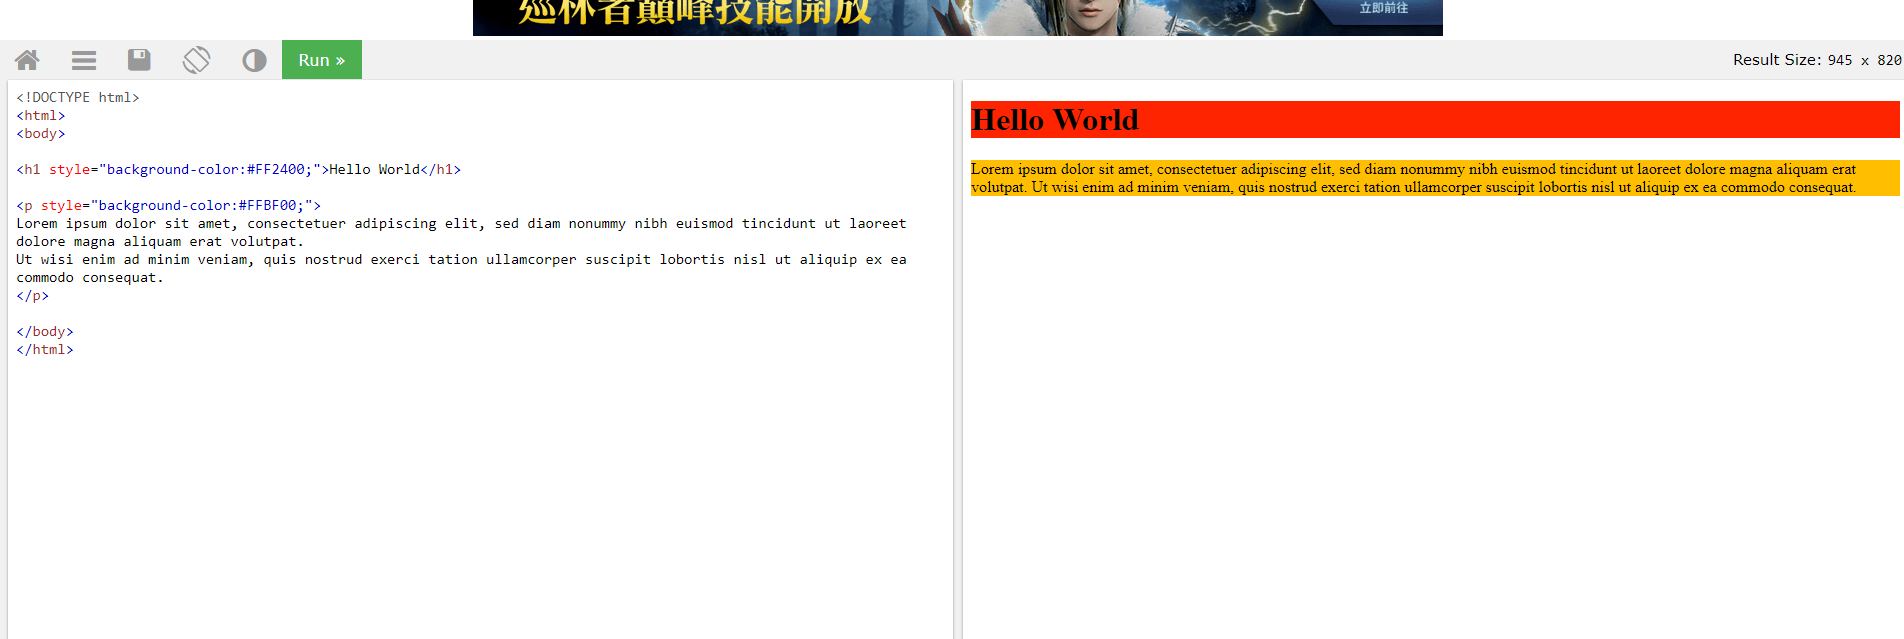 巡林者巔峰技能開放
立即前往
Run »
Result Size: 945 x 820
<!DOCTYPE html>
<html>
<body>
<h1 style="background-color:#FF2400;">Hello World</h1>
<p style="background-color:#FFBF00;">
Lorem ipsum dolor sit amet, consectetuer adipiscing elit, sed diam nonummy nibh euismod tincidunt ut laoreet
dolore magna aliquam erat volutpat.
Ut wisi enim ad minim veniam, quis nostrud exerci tation ullamcorper suscipit lobortis nisl ut aliquip ex ea
commodo consequat.
</p>
</body>
</html>
Hello World
Lorem ipsum dolor sit amet, consectetuer adipiscing elit, sed diam nonummy nibh euismod tincidunt ut laoreet dolore magna aliquam erat
volutpat. Ut wisi enim ad minim veniam, quis nostrud exerci tation ullamcorper suscipit lobortis nisl ut aliquip ex ea commodo consequat.